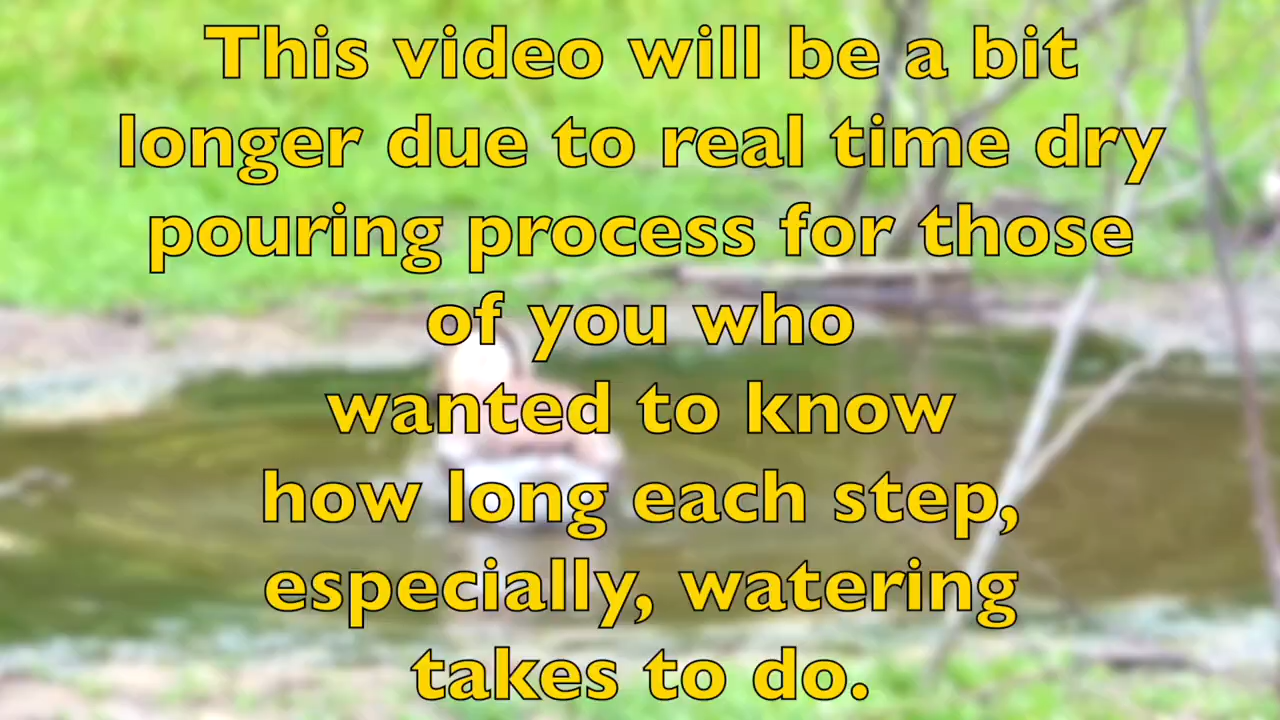 This video will be a bit
longer due to real time dry
pouring process for those
of you who
wanted to know
how long each step,
especially, watering
takes to do.